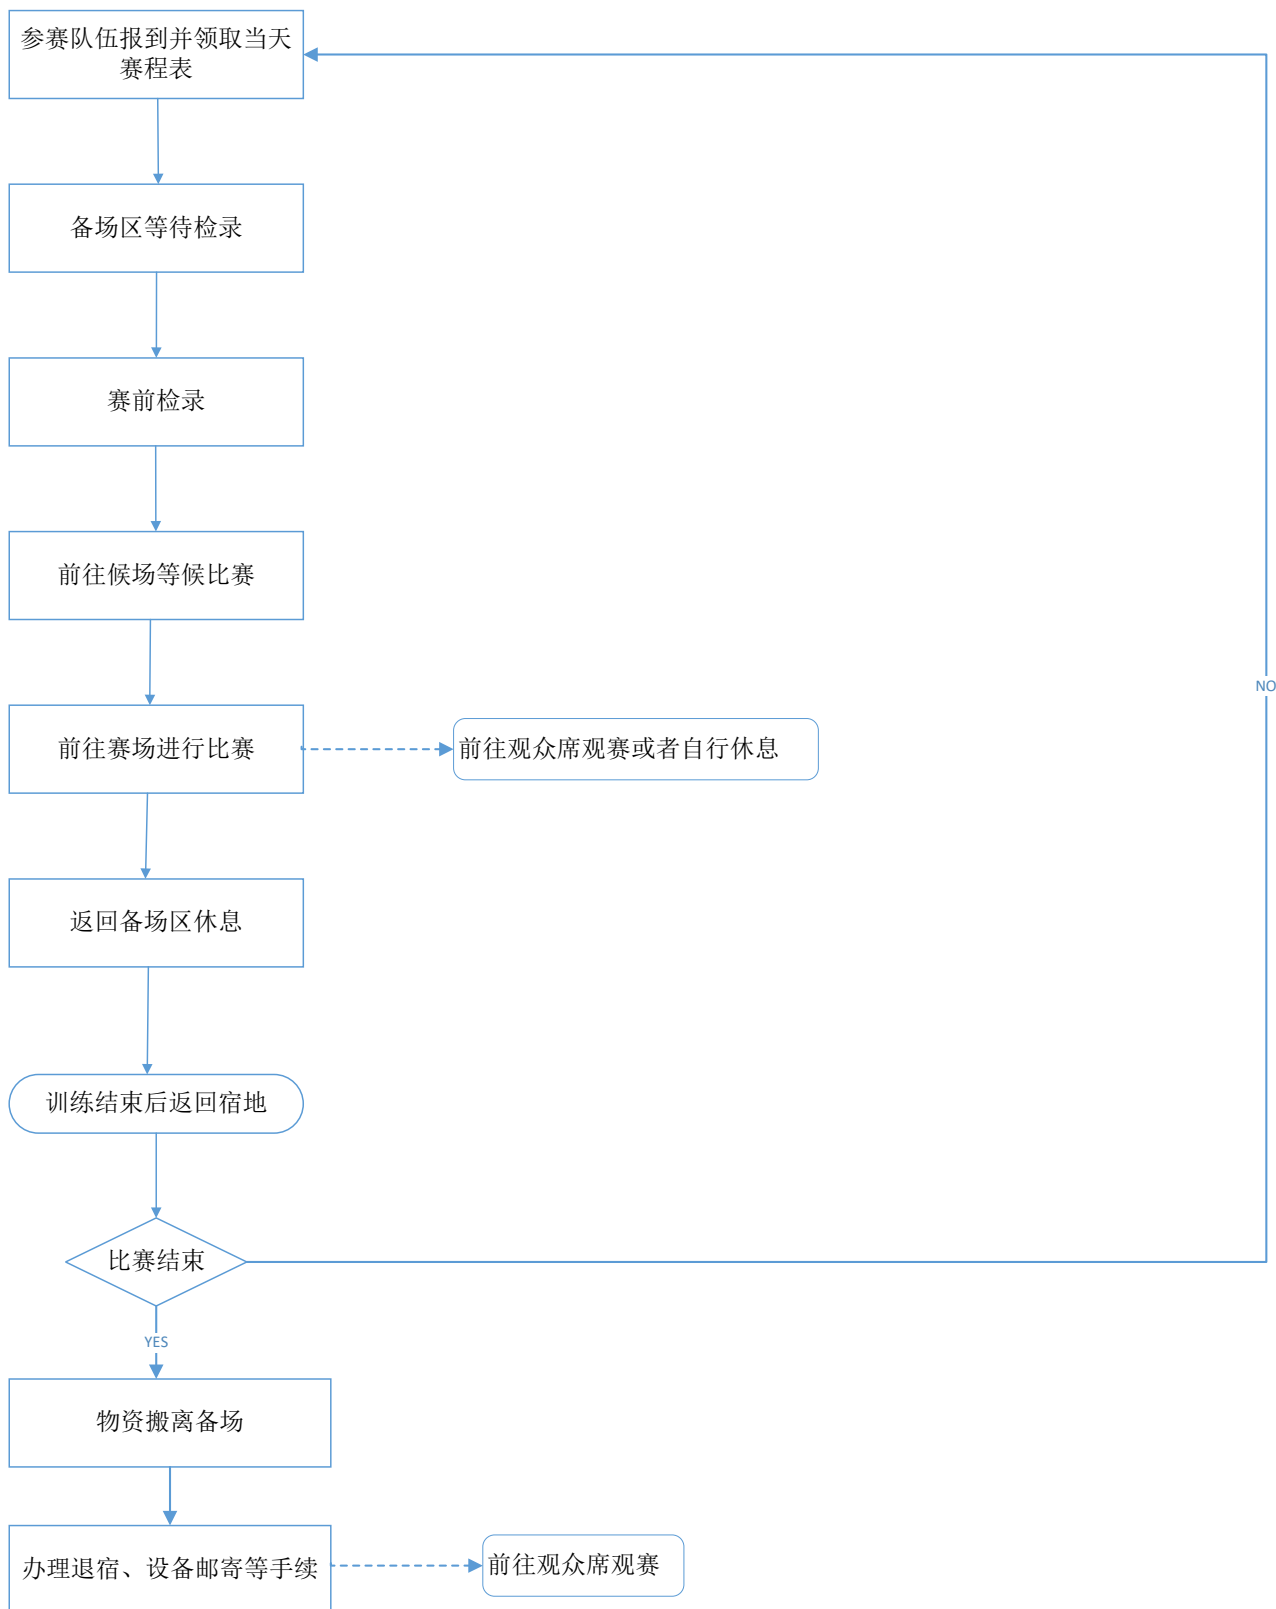 参赛队伍报到并领取当天
赛程表
备场区等待检录
赛前检录
前往候场等候比赛
NO
前往赛场进行比赛
前往观众席观赛或者自行休息
返回备场区休息
训练结束后返回宿地
比赛结束
YES
物资搬离备场
办理退宿、设备邮寄等手续
前往观众席观赛